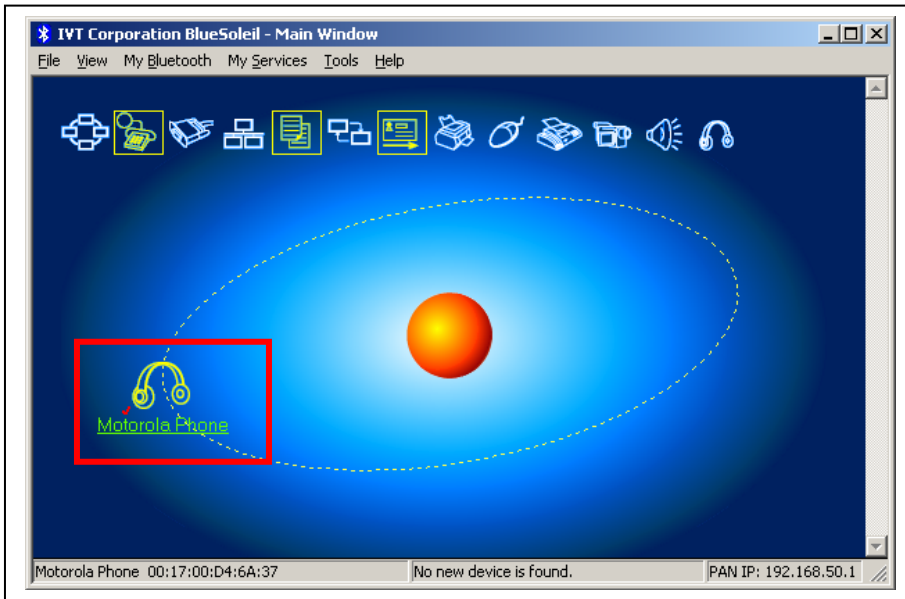 IVT Corporation BlueSoleil - Main Window
File View My Bluetooth My Services Tools Help
Motorola Phone
Motorola Phone 00:17:00:D4:6A:37 No new device is found. PAN IP: 192.168.50.1